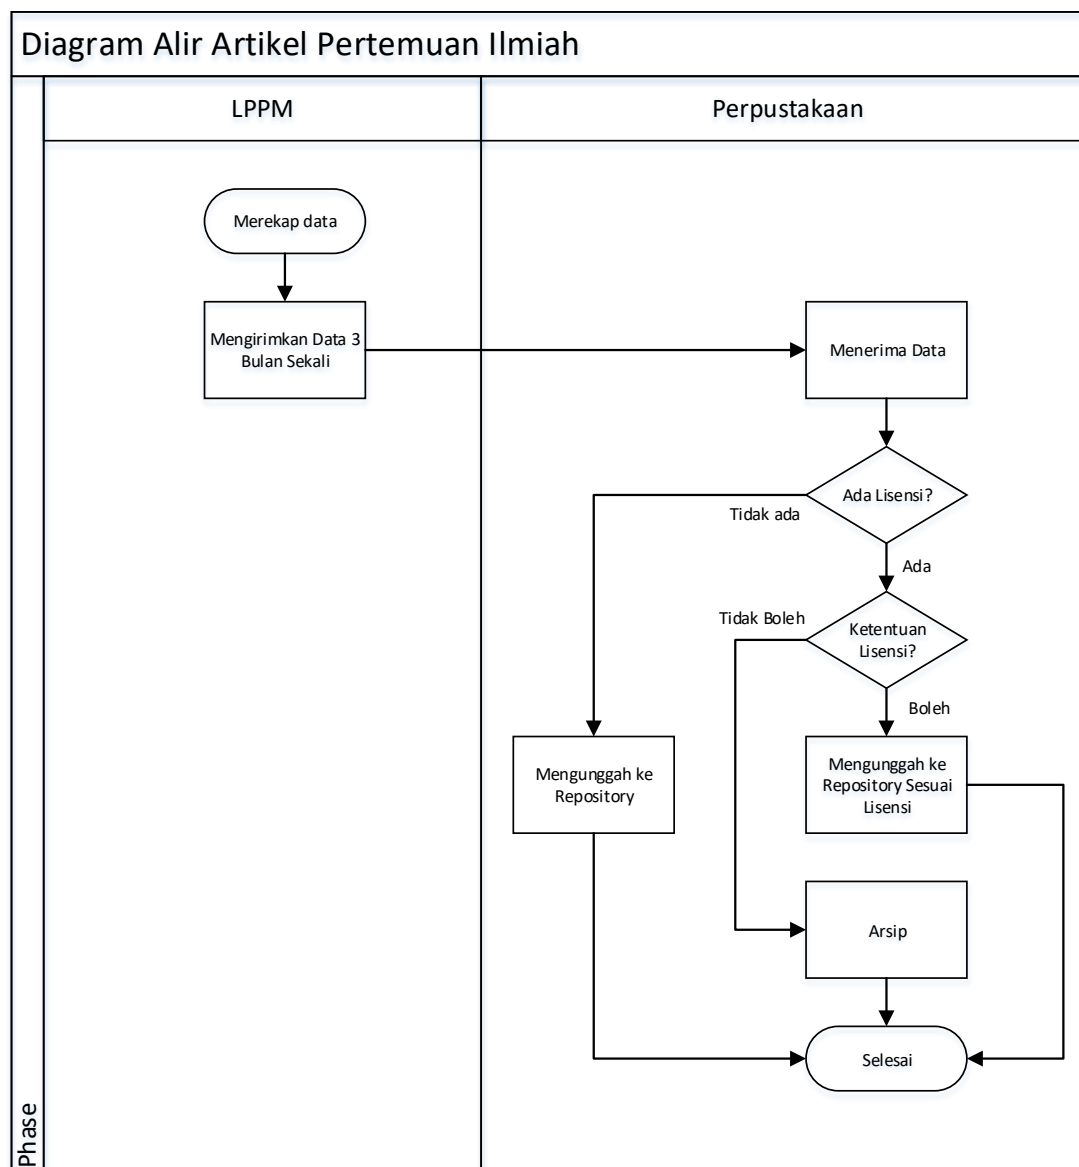 Diagram Alir Artikel Pertemuan Ilmiah
LPPM
Perpustakaan
Merekap data
Mengirimkan Data 3
Bulan Sekali
Menerima Data
Ada Lisensi?
Tidak ada
Ada
Tidak Boleh
Ketentuan
Lisensi?
Boleh
Mengunggah ke
Repository
Mengunggah ke
Repository Sesuai
Lisensi
Arsip
Selesai
Phase